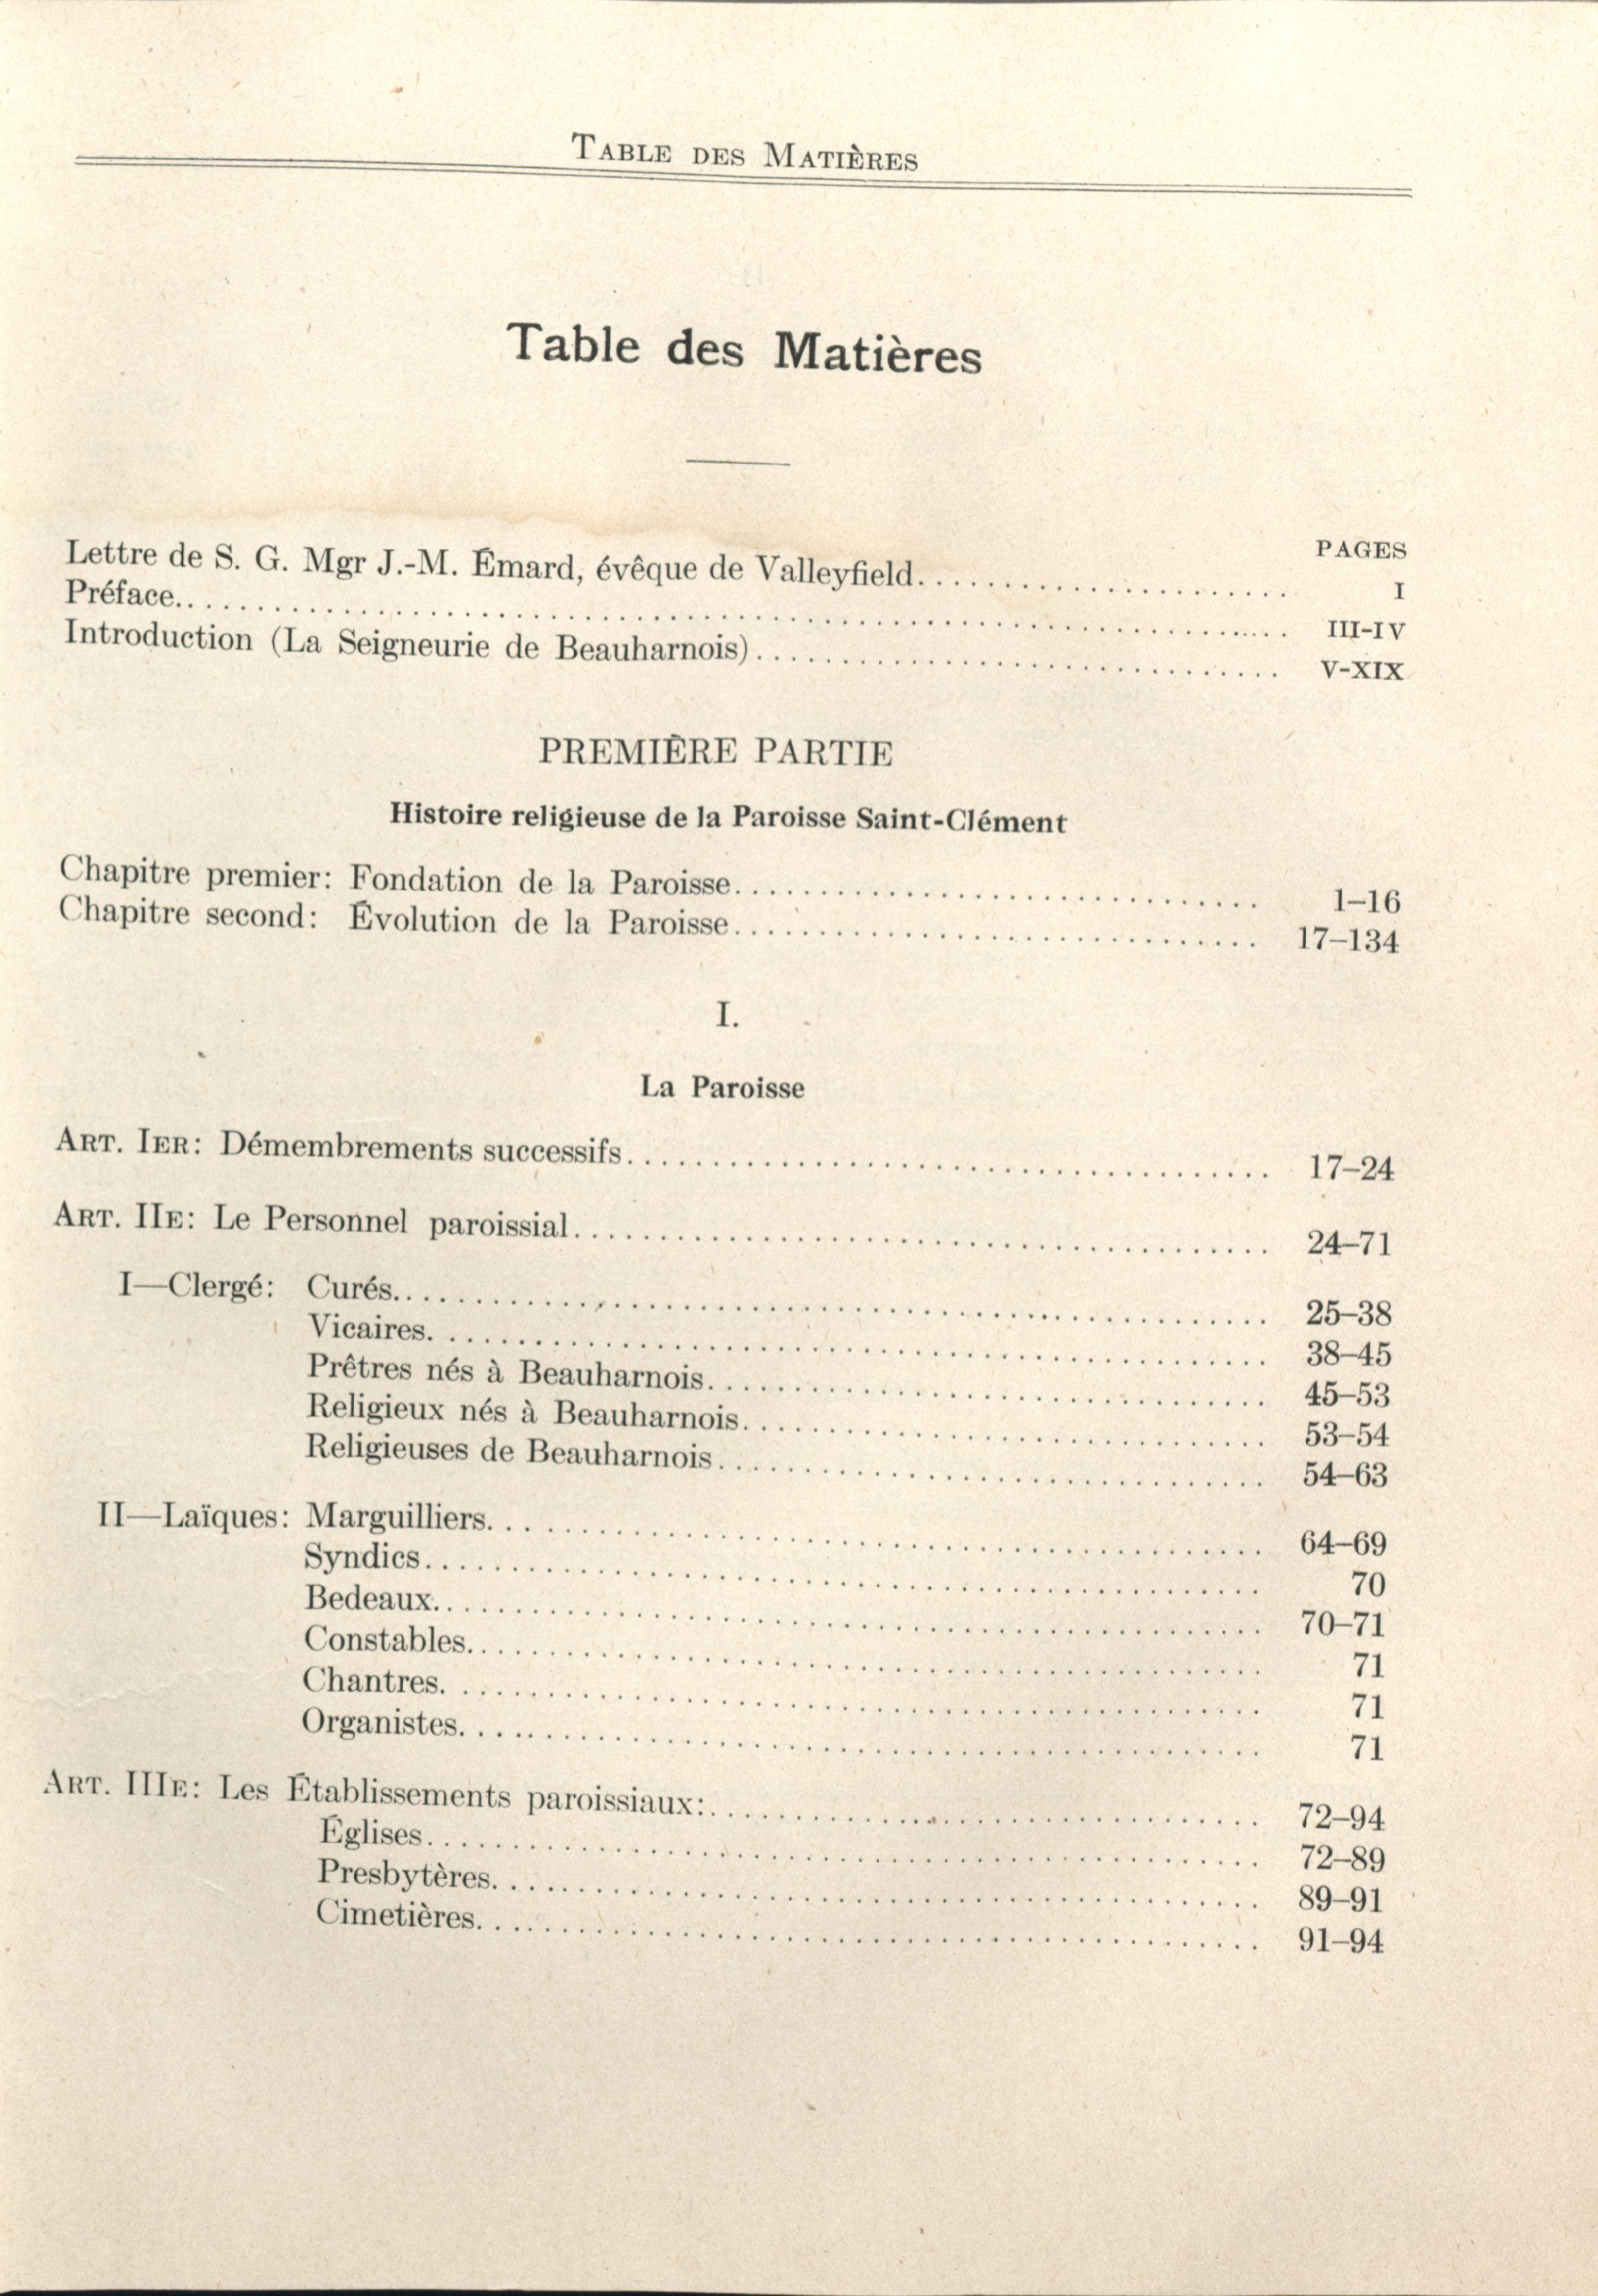 TABLE DES MATIÈRES
Table des Matières
PAGES
Lettre de S. G. Mgr J.-M. Émard, évêque de Valleyfield........................ I
Préface........................ III-IV
Introduction (La Seigneurie de Beauharnois)........................ V-XIX
PREMIÈRE PARTIE
Histoire religieuse de la Paroisse Saint-Clément
Chapitre premier: Fondation de la Paroisse........................ 1–16
Chapitre second: Evolution de la Paroisse........................ 17–134
I.
La Paroisse
ART. IER: Démembrements successifs........................ 17–24
ART. IIE: Le Personnel paroissial........................ 24–71
I—Clergé: Curés........................ 25–38
Vicaires........................ 38–45
Prêtres nés à Beauharnois........................ 45–53
Religieux nés à Beauharnois........................ 53–54
Religieuses de Beauharnois........................ 54–63
II—Laïques: Marguilliers........................ 64–69
Syndics........................ 70
Bedeaux........................ 70–71
Constables........................ 71
Chantres........................ 71
Organistes........................ 71
ART. IIIE: Les Etablissements paroissiaux:........................ 72–94
Eglises........................ 72–89
Presbytères........................ 89–91
Cimetières........................ 91–94